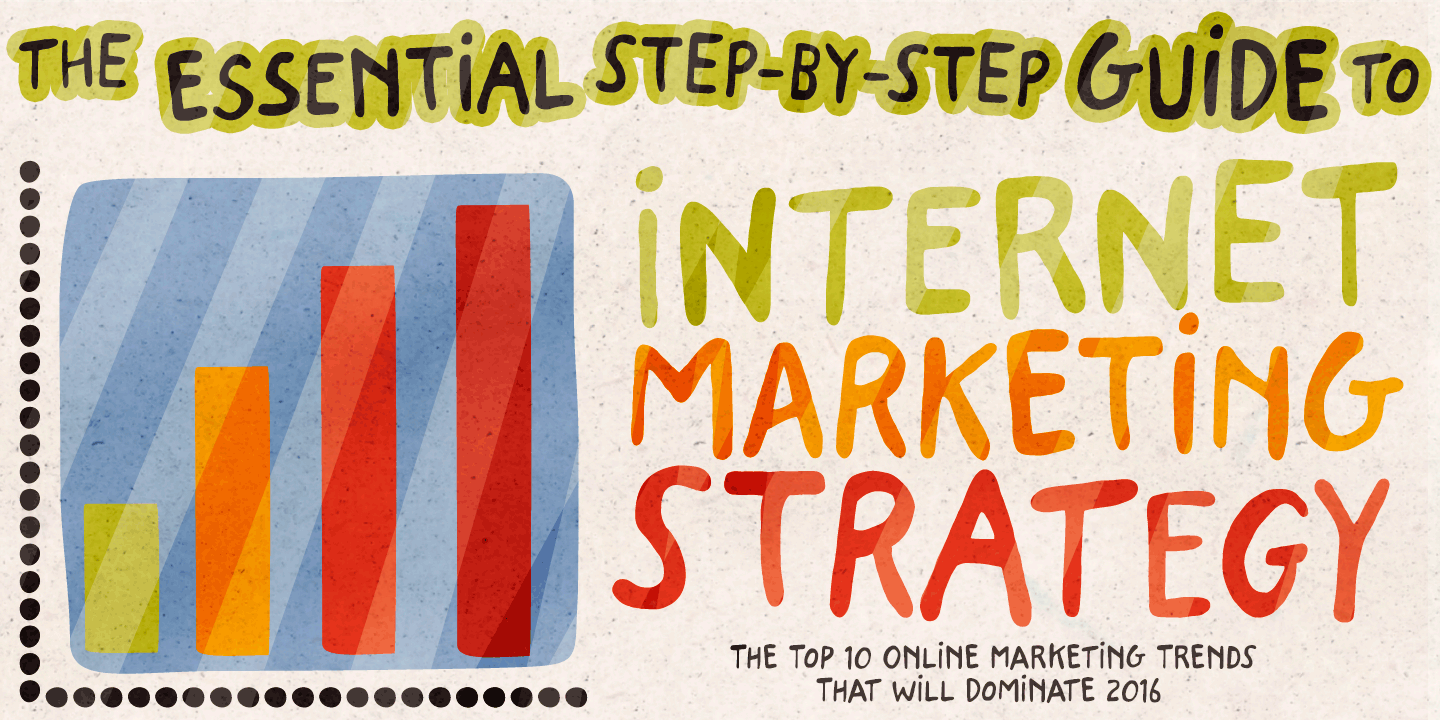 THE ESSENTIAL STEP-BY-STEP GUIDE TO
INTERNET
MARKETING
STRATEGY
THE TOP 10 ONLINE MARKETING TRENDS
THAT WILL DOMINATE 2016